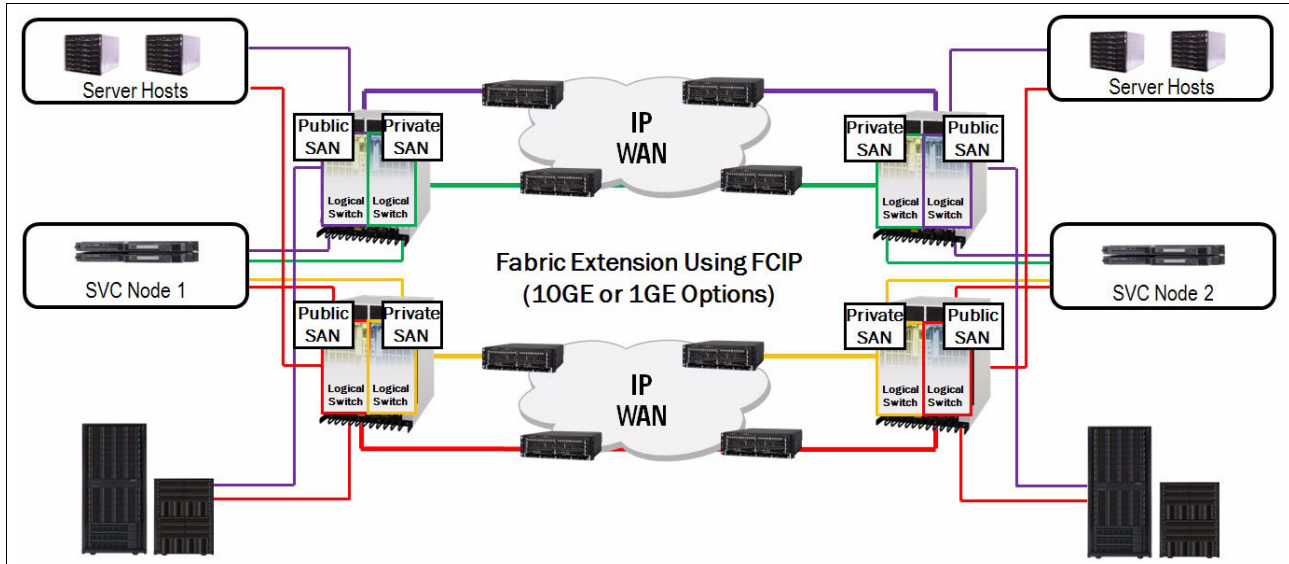 Server Hosts
Server Hosts
Public
SAN
Private
SAN
IP
WAN
Private
SAN
Public
SAN
Logical
Switch
Logical
Switch
Logical
Switch
Logical
Switch
SVC Node 1
Fabric Extension Using FCIP
(10GE or 1GE Options)
SVC Node 2
Public
SAN
Private
SAN
IP
WAN
Private
SAN
Public
SAN
Logical
Switch
Logical
Switch
Logical
Switch
Logical
Switch